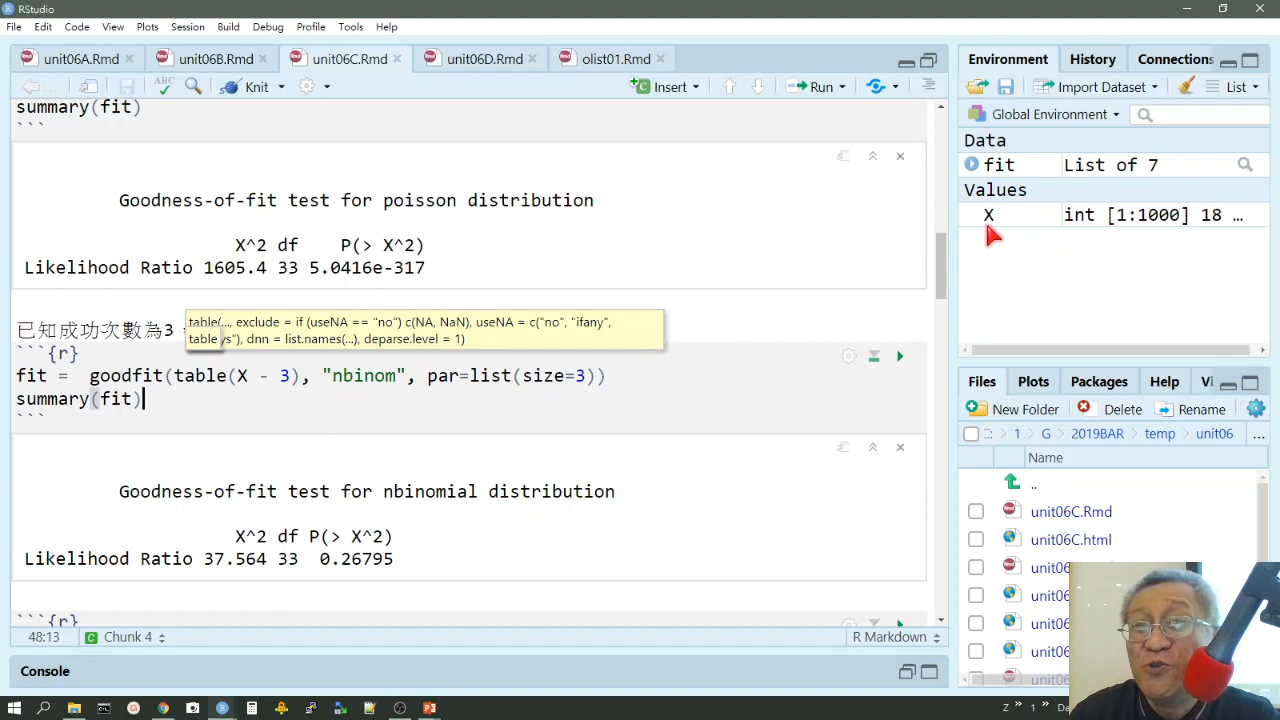 RStudio
File Edit Code View Plots Session Build Debug Profile Tools Help
unit06A.Rmd unit06B.Rmd unit06C.Rmd unit06D.Rmd olist01.Rmd
ABC Knit Insert Run
summary(fit)
```
Goodness-of-fit test for poisson distribution
X^2 df P(> X^2)
Likelihood Ratio 1605.4 33 5.0416e-317
已知成功次數為3
table(..., exclude = if (useNA == "no") c(NA, NaN), useNA = c("no", "ifany",
table ys"), dnn = list.names(...), deparse.level = 1)
```{r}
fit = goodfit(table(X - 3), "nbinom", par=list(size=3))
summary(fit)
```
Goodness-of-fit test for nbinomial distribution
X^2 df P(> X^2)
Likelihood Ratio 37.564 33 0.26795
```{r}
48:13 Chunk 4 R Markdown
Console
Environment History Connections
Import Dataset List
Global Environment
Data
fit List of 7
Values
X int [1:1000] 18 …
Files Plots Packages Help Vi
New Folder Delete Rename
C: 1 G 2019BAR temp unit06 ...
Name
..
unit06C.Rmd
unit06C.html
unit06
unit06
unit06
unit06
Z